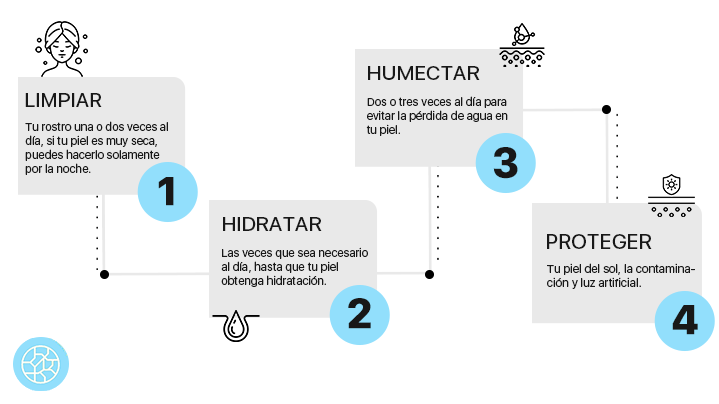 LIMPIAR
Tu rostro una o dos veces al
día, si tu piel es muy seca,
puedes hacerlo solamente
por la noche.
1
HIDRATAR
Las veces que sea necesario
al día, hasta que tu piel
obtenga hidratación.
2
HUMECTAR
Dos o tres veces al día para
evitar la pérdida de agua en
tu piel.
3
PROTEGER
Tu piel del sol, la contamina-
ción y luz artificial.
4